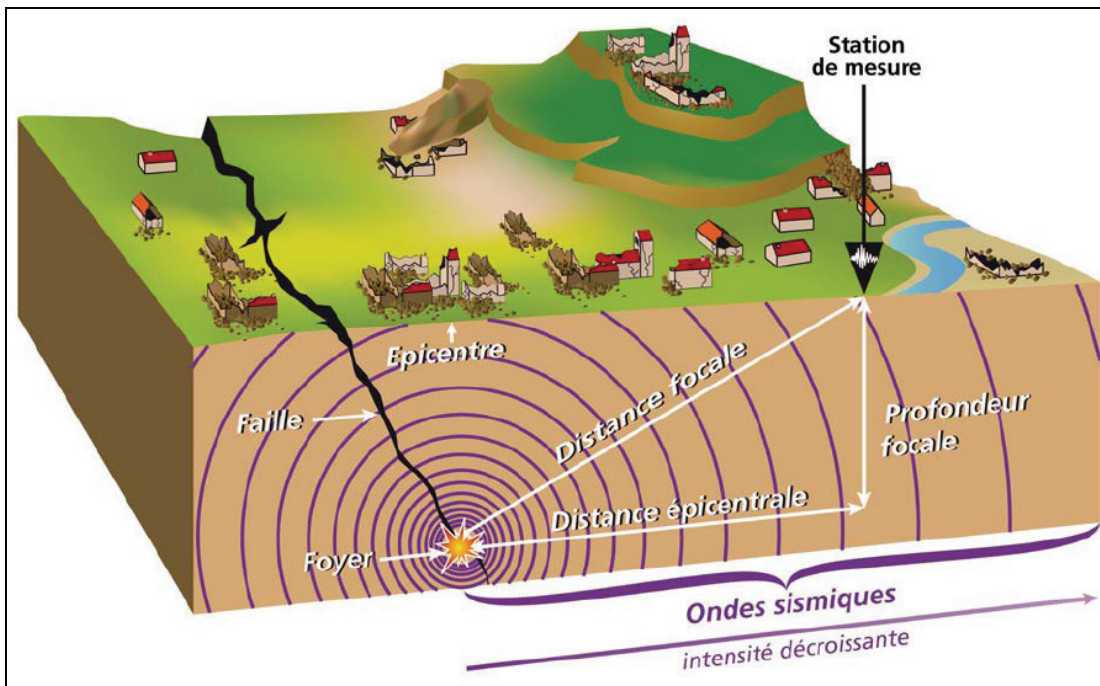 Station
de mesure
Epicentre
Faille
Distance focale
Profondeur
focale
Distance épicentrale
Foyer
Ondes sismiques
intensité décroissante